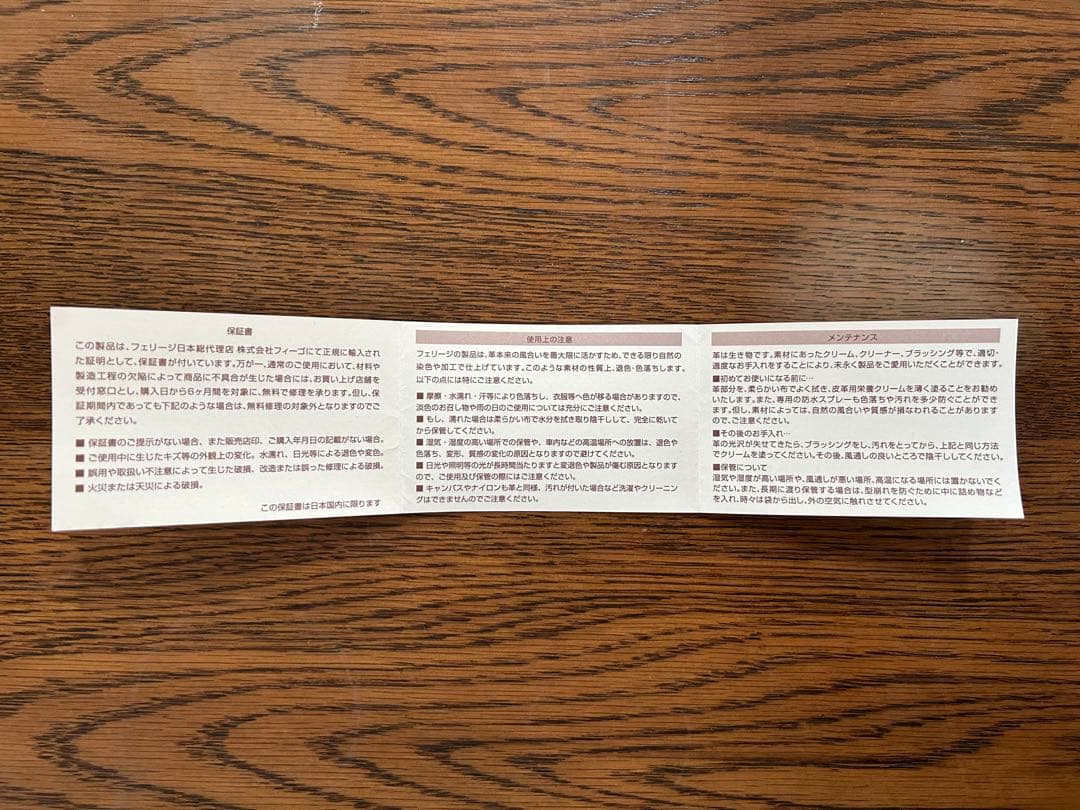 保証書
この製品は、フェリージ日本総代理店 株式会社フィーゴにて正規に輸入され
た証明として、保証書が付いています。万が一、通常のご使用において、材料や
製造工程の欠陥によって商品に不具合が生じた場合には、お買い上げ店舗を
受付窓口とし、購入日から6ヶ月間を対象に、無料で修理を承ります。但し、保
証期間内であっても下記のような場合は、無料修理の対象外となりますのでご
了承ください。
■ 保証書のご提示がない場合、また販売店印、ご購入年月日の記載がない場合。
■ ご使用中に生じたキズ等の外観上の変化。水濡れ、日光等による退色や変色。
■ 誤用や取扱い不注意によって生じた破損、改造または誤った修理による破損。
■ 火災または天災による破損。
この保証書は日本国内に限ります
使用上の注意
フェリージの製品は、革本来の風合いを最大限に活かすため、できる限り自然の
染色や加工で仕上げています。このような素材の性質上、退色・色落ちします。
以下の点には特にご注意ください。
■ 摩擦・水濡れ・汗等により色落ちし、衣服等へ色が移る場合がありますので、
淡色のお召し物や雨の日のご使用については充分にご注意ください。
■ もし、濡れた場合は柔らかい布で水分を拭き取り陰干しして、完全に乾いて
から保管してください。
■ 湿気・湿度の高い場所での保管や、車内などの高温場所への放置は、退色や
色落ち、変形、質感の変化の原因となりますので避けてください。
■ 日光や照明等の光が長時間当たりますと変退色や製品が傷む原因となります
ので、ご使用及び保管の際にはご注意ください。
■ キャンバスやナイロンも革と同様、汚れが付いた場合など洗濯やクリーニン
グはできませんのでご注意ください。
メンテナンス
革は生き物です。素材にあったクリーム、クリーナー、ブラッシング等で、適切・
適度なお手入れをすることにより、末永く製品をご愛用いただくことができます。
■初めてお使いになる前に…
革部分を、柔らかい布でよく拭き、皮革用栄養クリームを薄く塗ることをお勧め
いたします。また、専用の防水スプレーも色落ちや汚れを多少防ぐことができ
ます。但し、素材によっては、自然の風合いや質感が損なわれることがあります
ので、ご注意ください。
■その後のお手入れ…
革の光沢が失せてきたら、ブラッシングをし、汚れをとってから、上記と同じ方法
でクリームを塗ってください。その後、風通しの良いところで陰干ししてください。
■保管について
湿気や湿度が高い場所や、風通しが悪い場所、高温になる場所には置かないでく
ださい。また、長期に渡り保管する場合は、型崩れを防ぐために中に詰め物など
を入れ、時々は袋から出し、外の空気に触れさせてください。